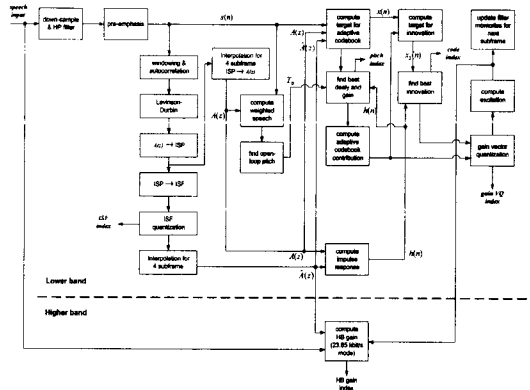 speech
input
down-sample
& HP filter
pre-emphasis
s(n)
windowing &
autocorrelation
Levinson-
Durbin
A(z) → ISP
ISP → ISF
ISF
quantization
ISF
index
Interpolation for
4 subframe
Interpolation for
4 subframe
ISP → A(z)
A(z)
compute
weighted
speech
find open-
loop pitch
T₀
A(z)
Â(z)
compute
target for
adaptive
codebook
pitch
index
find best
delay and
gain
h(n)
compute
adaptive
codebook
contribution
compute
impulse
response
A(z)
Â(z)
h(n)
x(n)
compute
target for
innovation
x₂(n)
code
index
find best
innovation
update filter
memories for
next subframe
compute
excitation
gain vector
quantization
gain VQ
index
Lower band
Higher band
compute
HB gain
(23.85 kbit/s
mode)
HB gain
index